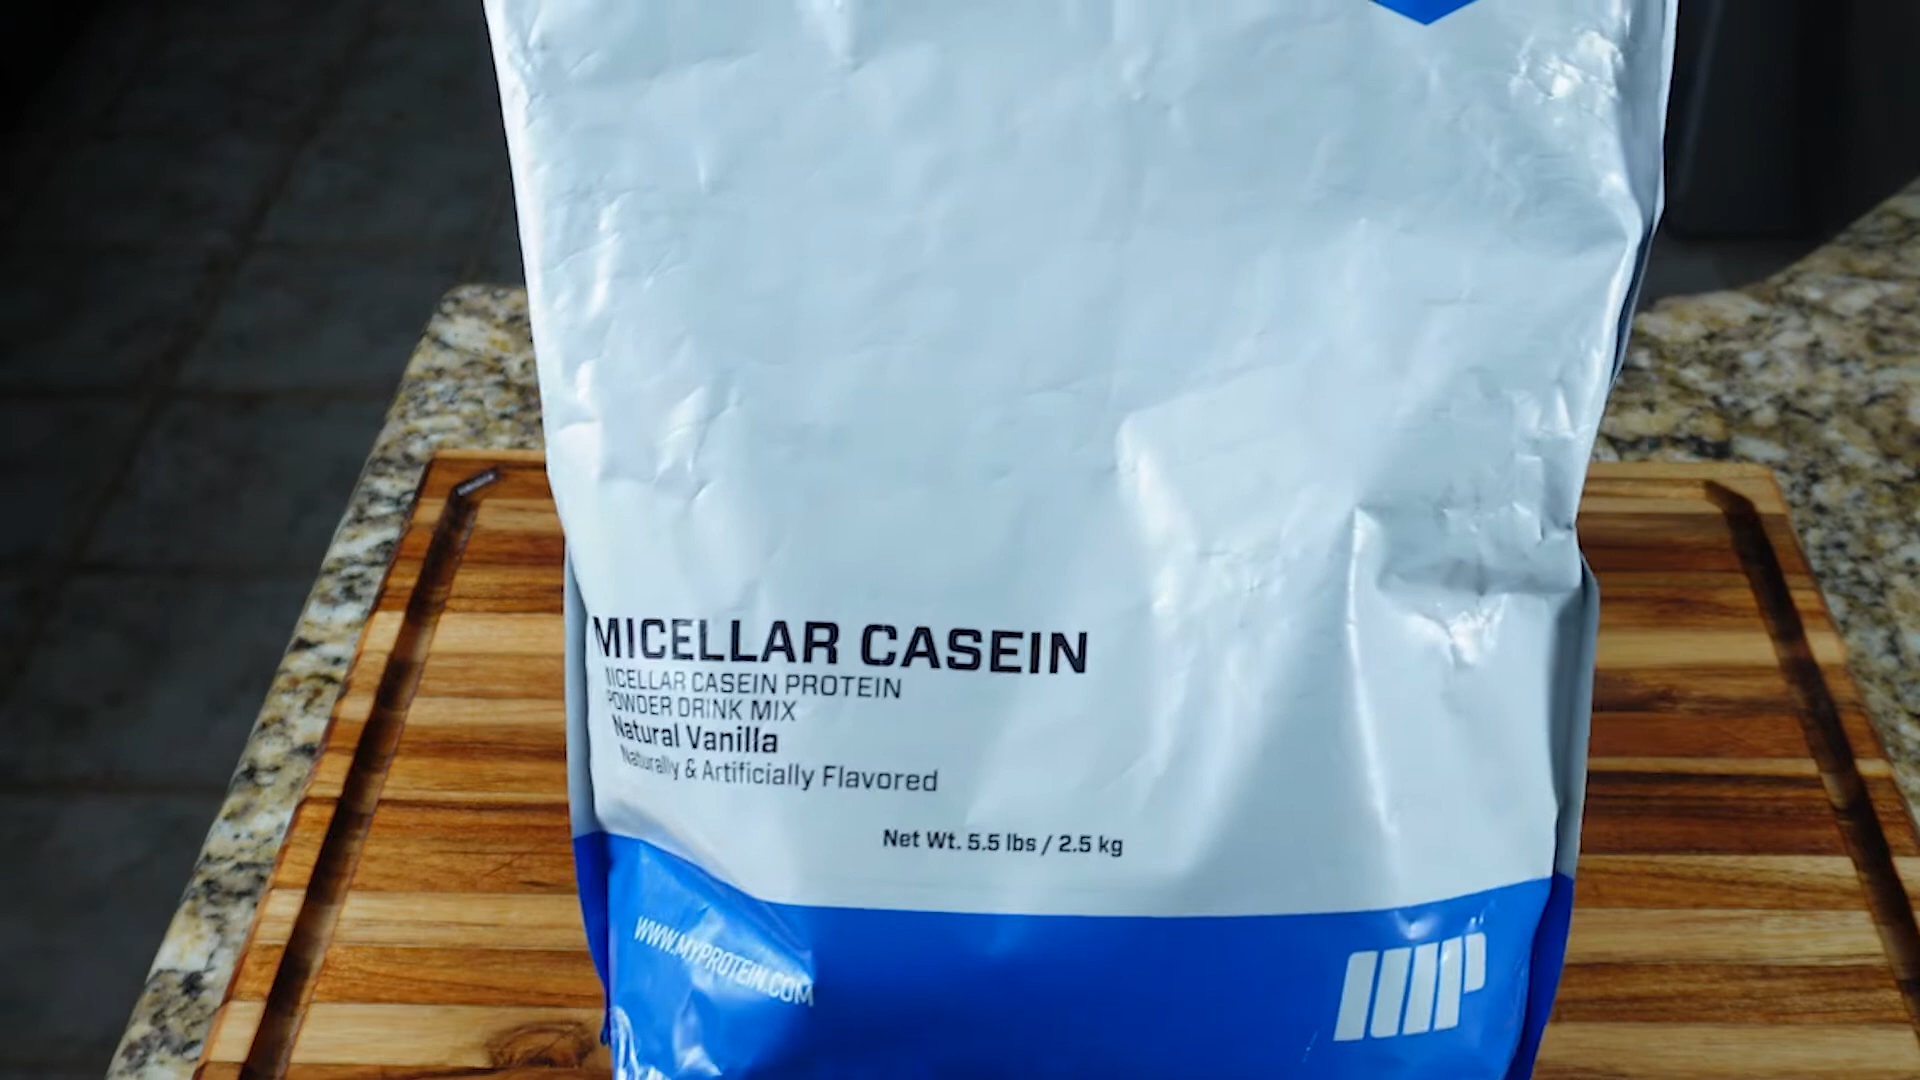 MICELLAR CASEIN
MICELLAR CASEIN PROTEIN
POWDER DRINK MIX
Natural Vanilla
Naturally & Artificially Flavored
Net Wt. 5.5 lbs / 2.5 kg
WWW.MYPROTEIN.COM
MP